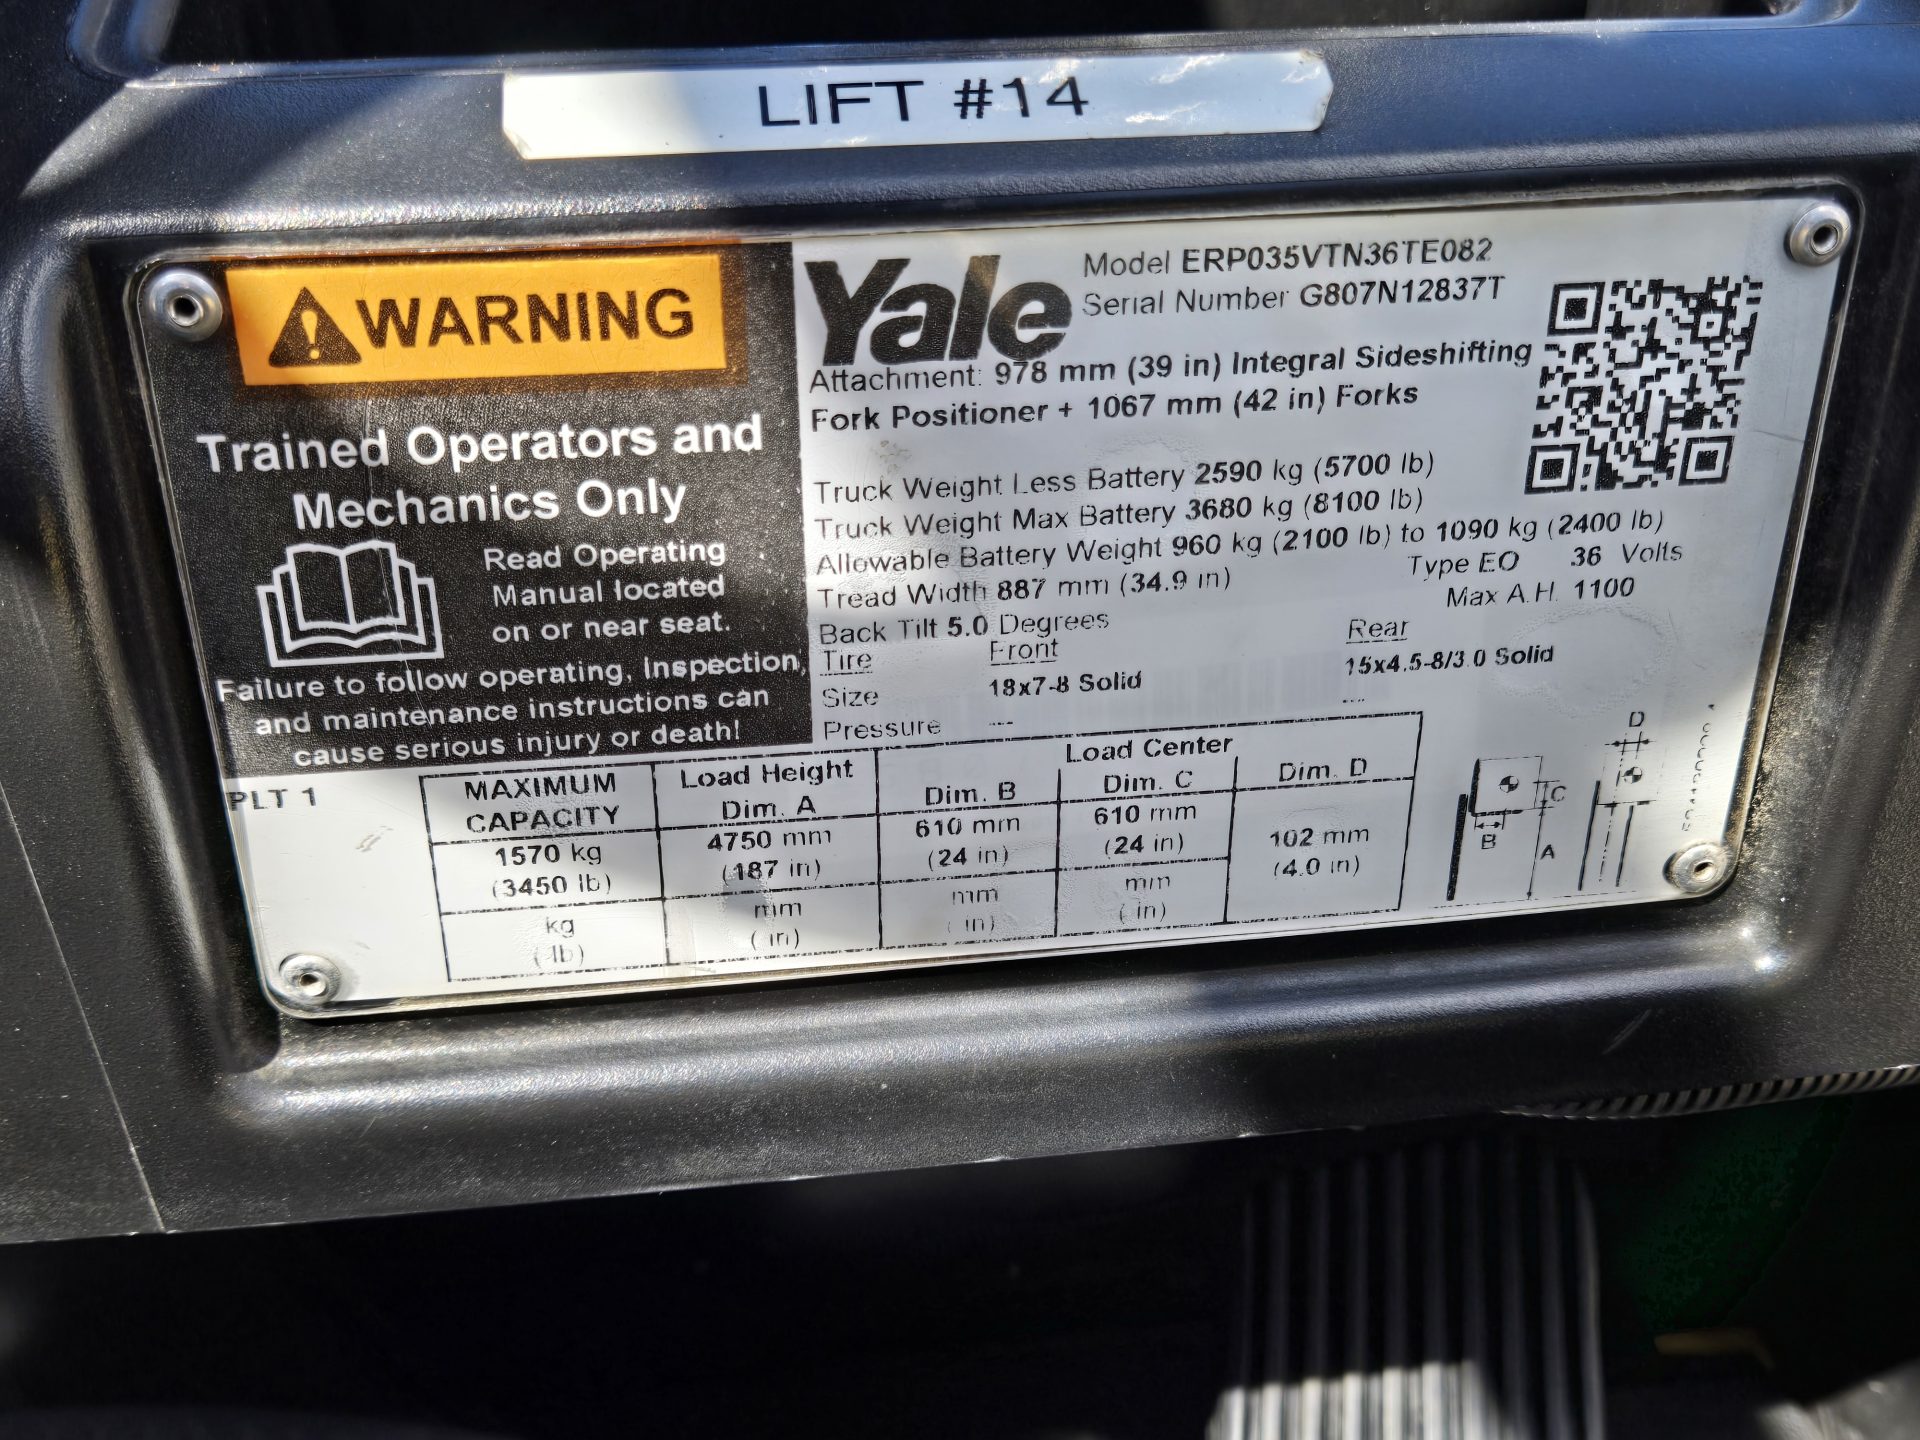 LIFT #14
WARNING
Trained Operators and
Mechanics Only
Read Operating
Manual located
on or near seat.
Failure to follow operating, Inspection,
and maintenance instructions can
cause serious injury or death!
PLT 1
Yale
Model ERP035VTN36TE082
Serial Number G807N12837T
Attachment: 978 mm (39 in) Integral Sideshifting
Fork Positioner + 1067 mm (42 in) Forks
Truck Weight Less Battery 2590 kg (5700 lb)
Truck Weight Max Battery 3680 kg (8100 lb)
Allowable Battery Weight 960 kg (2100 lb) to 1090 kg (2400 lb)
Tread Width 887 mm (34.9 in) Type EO 36 Volts
Back Tilt 5.0 Degrees Max A.H. 1100
Tire Front Rear
Size 18x7-8 Solid 15x4.5-8/3.0 Solid
Pressure --- ---
MAXIMUM CAPACITY Load Height Dim. A Load Center
Dim. B Dim. C Dim. D
1570 kg 4750 mm 610 mm 610 mm 102 mm
(3450 lb) (187 in) (24 in) (24 in) (4.0 in)
kg mm mm mm
( lb) ( in) ( in) ( in)
D
C
B
A